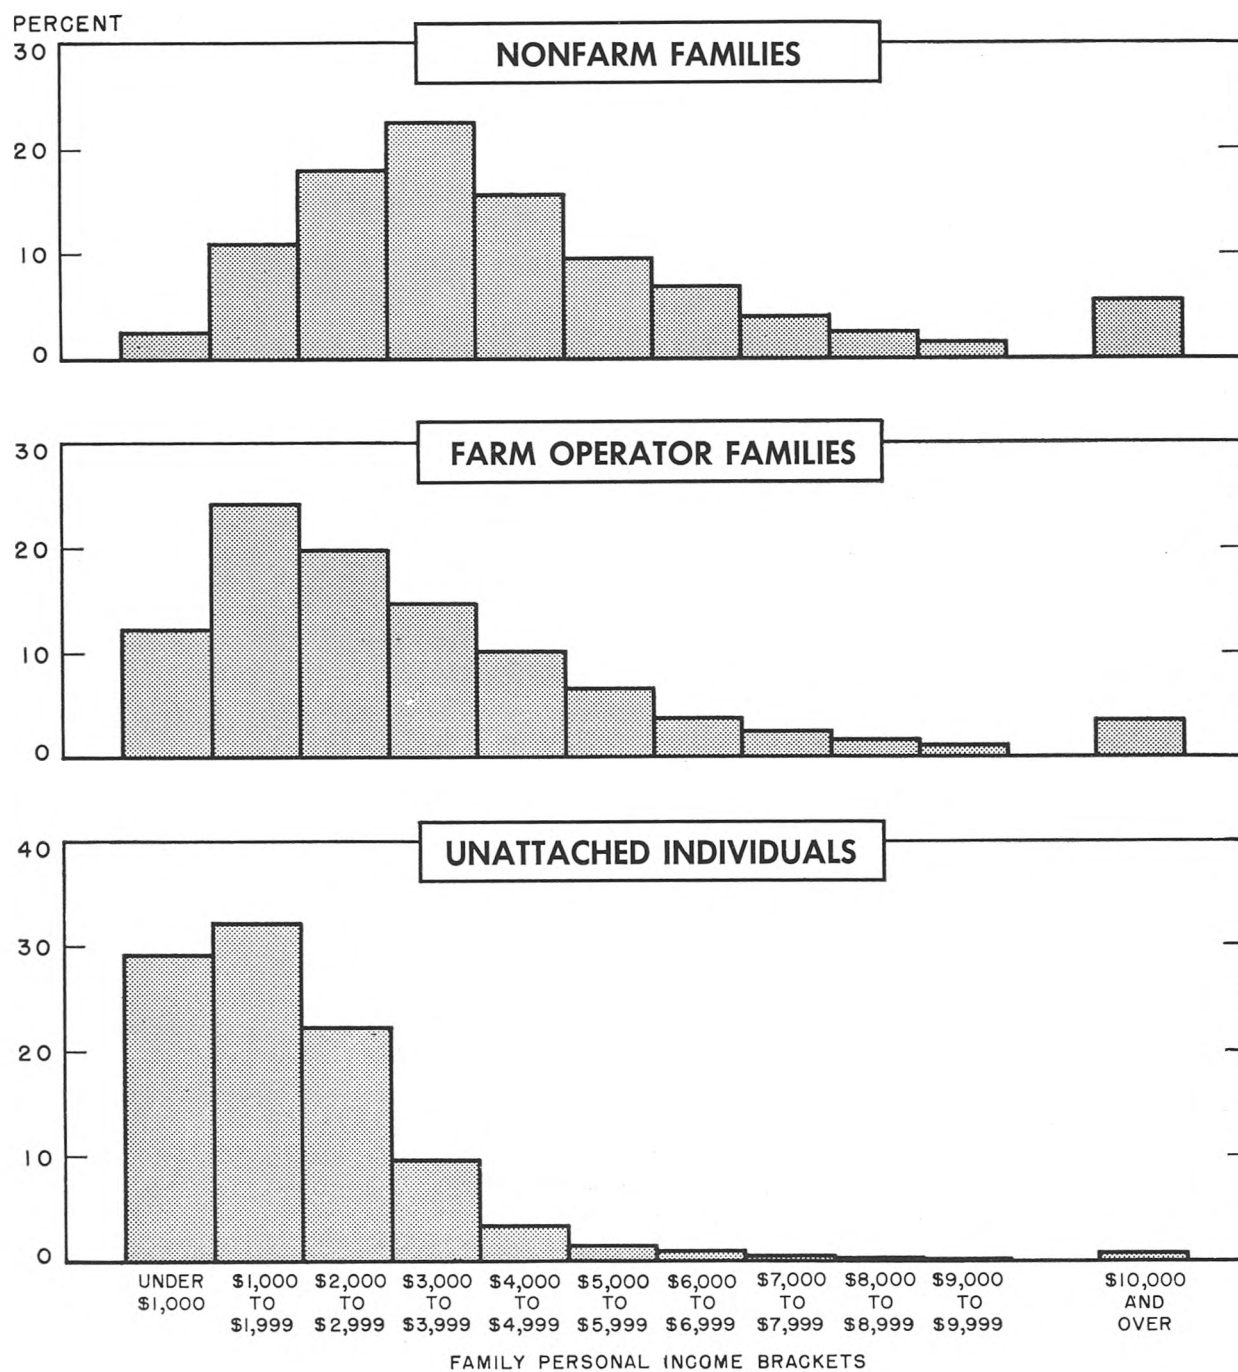 PERCENT
NONFARM FAMILIES
30
20
10
0
FARM OPERATOR FAMILIES
30
20
10
0
UNATTACHED INDIVIDUALS
40
30
20
10
0
UNDER $1,000
$1,000 TO $1,999
$2,000 TO $2,999
$3,000 TO $3,999
$4,000 TO $4,999
$5,000 TO $5,999
$6,000 TO $6,999
$7,000 TO $7,999
$8,000 TO $8,999
$9,000 TO $9,999
$10,000 AND OVER
FAMILY PERSONAL INCOME BRACKETS